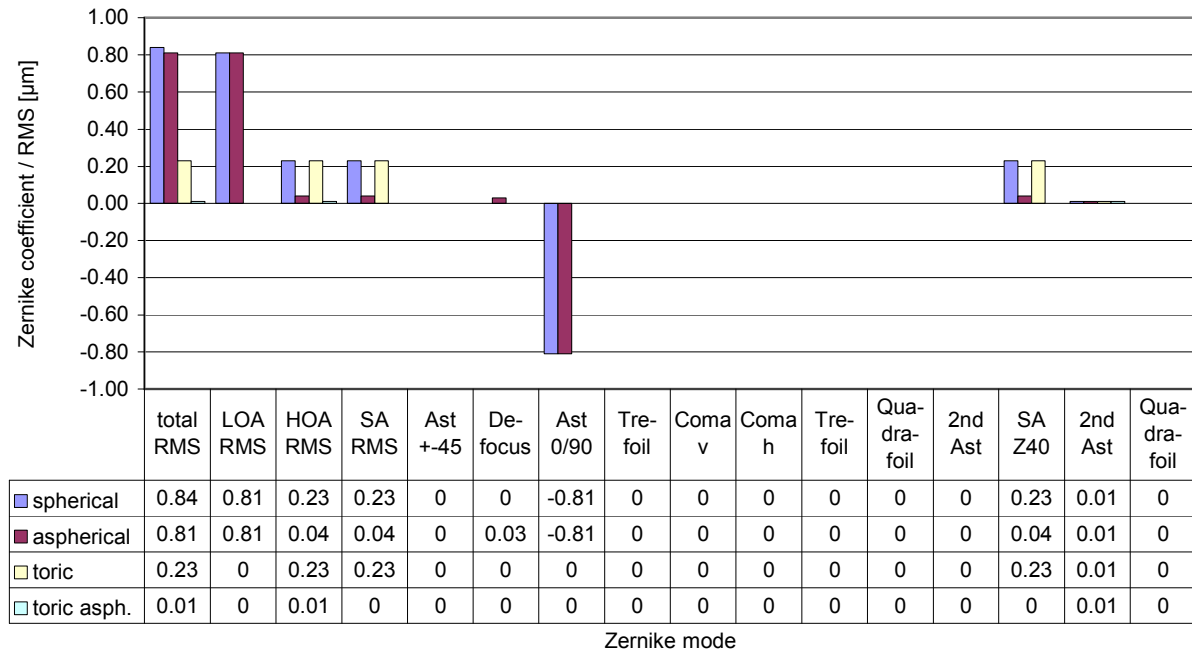 Zernike coefficient / RMS [µm]
1.00
0.80
0.60
0.40
0.20
0.00
-0.20
-0.40
-0.60
-0.80
-1.00
total RMS LOA RMS HOA RMS SA RMS Ast +-45 De-focus Ast 0/90 Tre-foil Coma v Coma h Tre-foil Qua-dra-foil 2nd Ast SA Z40 2nd Ast Qua-dra-foil
spherical 0.84 0.81 0.23 0.23 0 0 -0.81 0 0 0 0 0 0 0.23 0.01 0
aspherical 0.81 0.81 0.04 0.04 0 0.03 -0.81 0 0 0 0 0 0 0.04 0.01 0
toric 0.23 0 0.23 0.23 0 0 0 0 0 0 0 0 0 0.23 0.01 0
toric asph. 0.01 0 0.01 0 0 0 0 0 0 0 0 0 0 0 0.01 0
Zernike mode